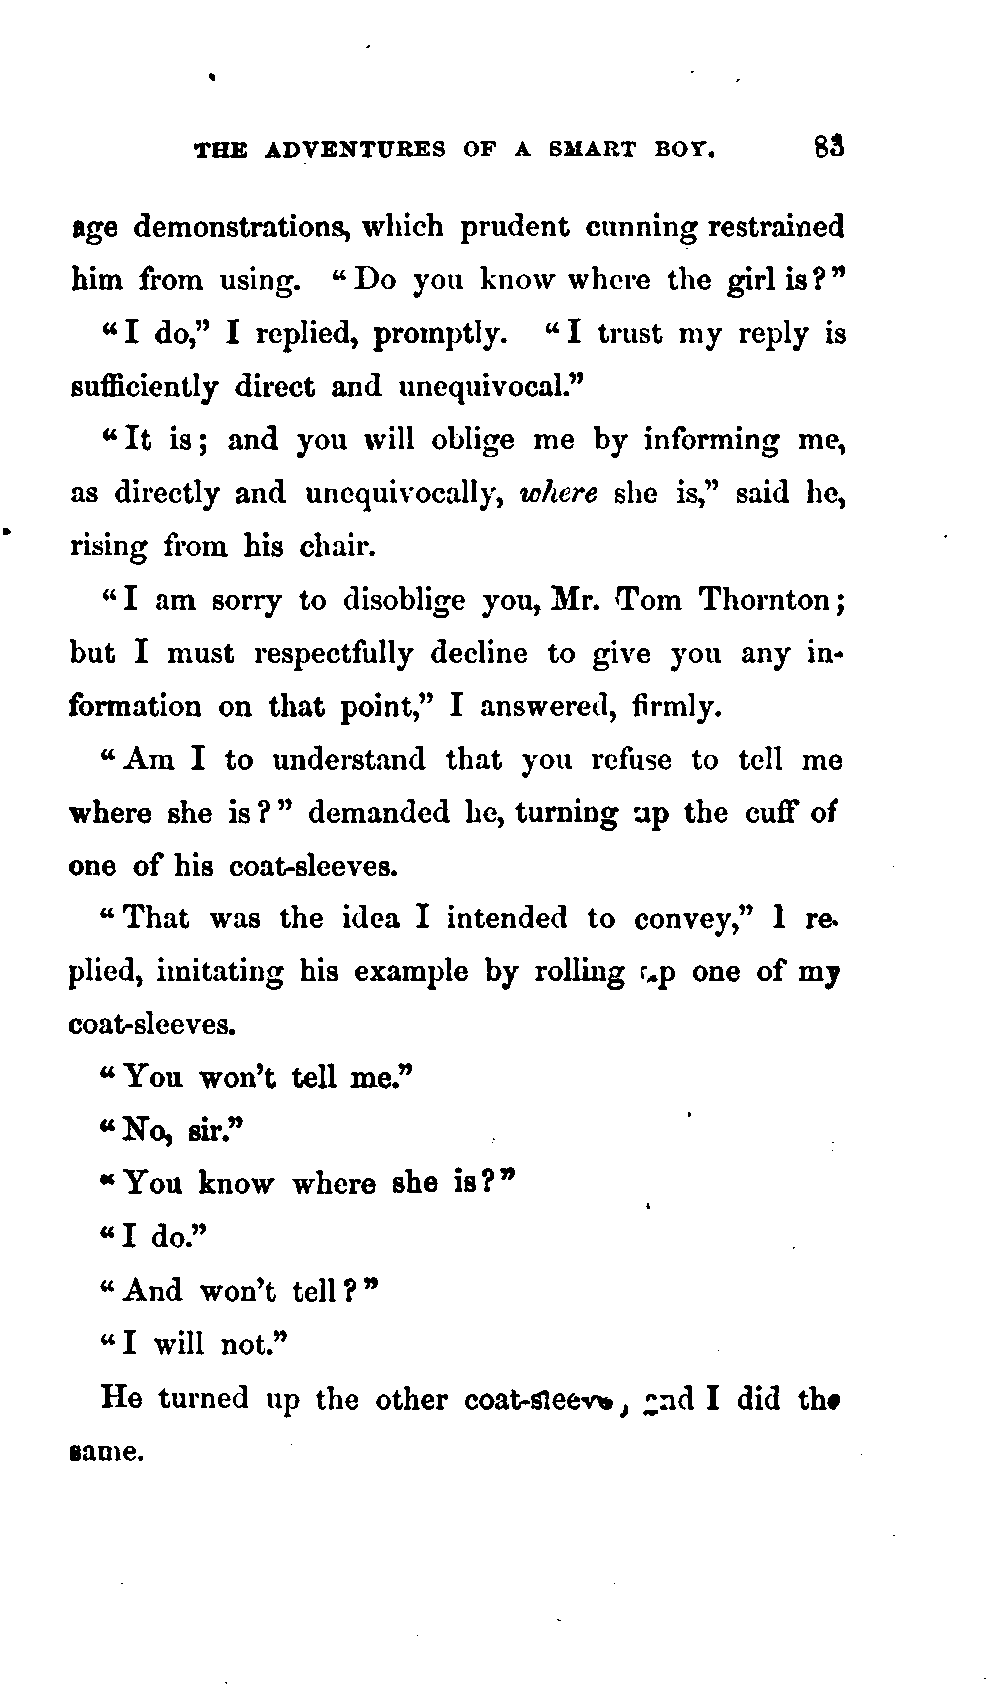 THE ADVENTURES OF A SMART BOY. 83
age demonstrations, which prudent cunning restrained
him from using. “Do you know where the girl is?”
“I do,” I replied, promptly. “I trust my reply is
sufficiently direct and unequivocal.”
“It is; and you will oblige me by informing me,
as directly and unequivocally, where she is,” said he,
rising from his chair.
“I am sorry to disoblige you, Mr. Tom Thornton;
but I must respectfully decline to give you any in-
formation on that point,” I answered, firmly.
“Am I to understand that you refuse to tell me
where she is?” demanded he, turning up the cuff of
one of his coat-sleeves.
“That was the idea I intended to convey,” I re-
plied, imitating his example by rolling up one of my
coat-sleeves.
“You won’t tell me.”
“No, sir.”
“You know where she is?”
“I do.”
“And won’t tell?”
“I will not.”
He turned up the other coat-sleeve, and I did the
same.